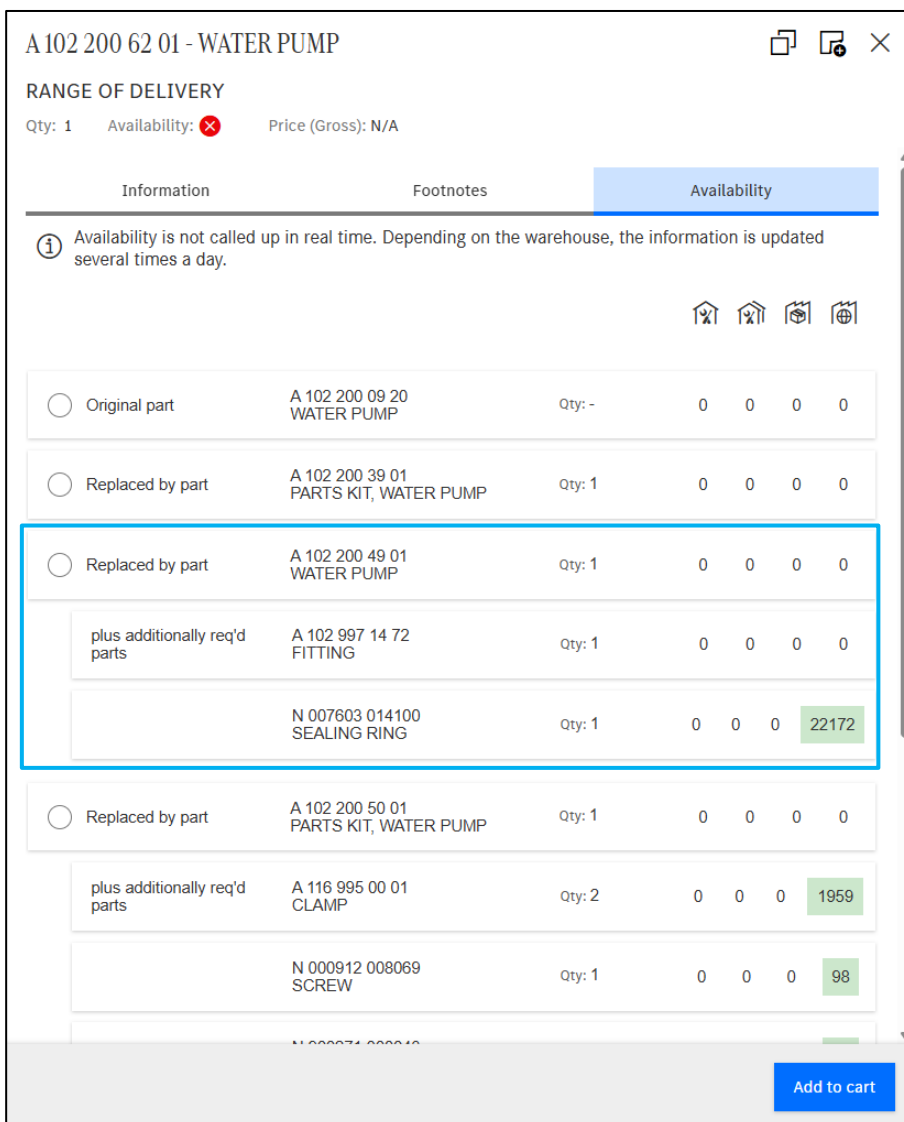 A 102 200 62 01 - WATER PUMP
RANGE OF DELIVERY
Qty: 1 Availability: Price (Gross): N/A
Information Footnotes Availability
Availability is not called up in real time. Depending on the warehouse, the information is updated
several times a day.
Original part A 102 200 09 20 Qty: - 0 0 0 0
WATER PUMP
Replaced by part A 102 200 39 01 Qty: 1 0 0 0 0
PARTS KIT, WATER PUMP
Replaced by part A 102 200 49 01 Qty: 1 0 0 0 0
WATER PUMP
plus additionally req'd A 102 997 14 72 Qty: 1 0 0 0 0
parts FITTING
N 007603 014100 Qty: 1 0 0 0 22172
SEALING RING
Replaced by part A 102 200 50 01 Qty: 1 0 0 0 0
PARTS KIT, WATER PUMP
plus additionally req'd A 116 995 00 01 Qty: 2 0 0 0 1959
parts CLAMP
N 000912 008069 Qty: 1 0 0 0 98
SCREW
Add to cart